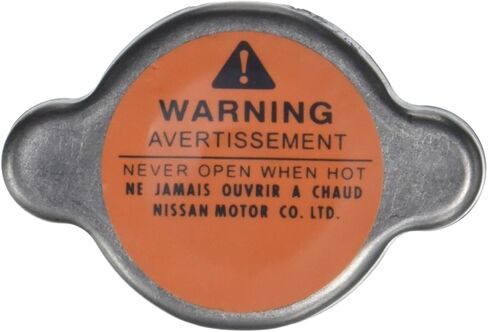 WARNING
AVERTISSEMENT
NEVER OPEN WHEN HOT
NE JAMAIS OUVRIR A CHAUD
NISSAN MOTOR CO. LTD.